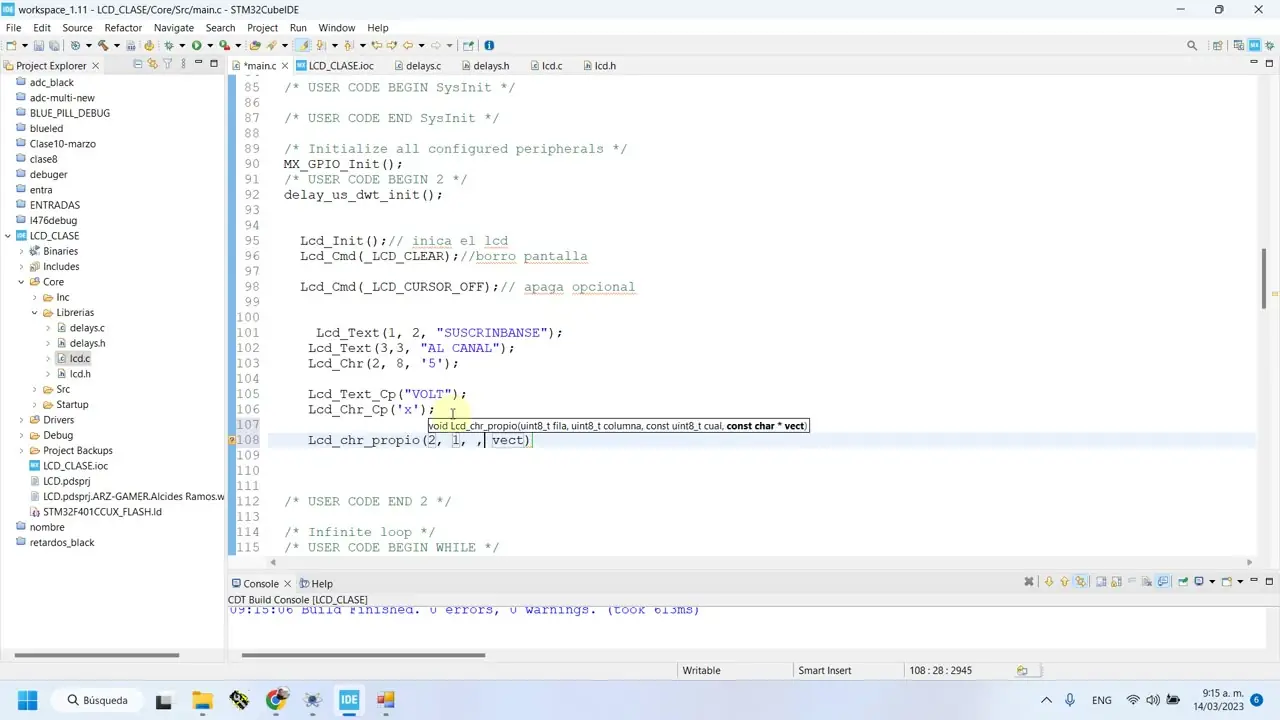 workspace_1.11 - LCD_CLASE/Core/Src/main.c - STM32CubeIDE
File Edit Source Refactor Navigate Search Project Run Window Help
Project Explorer
*main.c LCD_CLASE.ioc delays.c delays.h lcd.c lcd.h
adc_black
adc-multi-new
BLUE_PILL_DEBUG
blueled
Clase10-marzo
clase8
debuger
entra
ENTRADAS
l476debug
LCD_CLASE
Binaries
Includes
Core
Inc
Librerias
delays.c
delays.h
lcd.c
lcd.h
Src
Startup
Drivers
Debug
Project Backups
LCD_CLASE.ioc
LCD.pdsprj
LCD.pdsprj.ARZ-GAMER.Alcides Ramos.w
STM32F401CCUX_FLASH.ld
nombre
retardos_black
85 /* USER CODE BEGIN SysInit */
86
87 /* USER CODE END SysInit */
88
89 /* Initialize all configured peripherals */
90 MX_GPIO_Init();
91 /* USER CODE BEGIN 2 */
92 delay_us_dwt_init();
93
94
95 Lcd_Init();// inica el lcd
96 Lcd_Cmd(_LCD_CLEAR);//borro pantalla
97
98 Lcd_Cmd(_LCD_CURSOR_OFF);// apaga opcional
99
100
101 Lcd_Text(1, 2, "SUSCRINBANSE");
102 Lcd_Text(3,3, "AL CANAL");
103 Lcd_Chr(2, 8, '5');
104
105 Lcd_Text_Cp("VOLT");
106 Lcd_Chr_Cp('x');
107 void Lcd_chr_propio(uint8_t fila, uint8_t columna, const uint8_t cual, const char * vect)
108 Lcd_chr_propio(2, 1, , vect)
109
110
111
112 /* USER CODE END 2 */
113
114 /* Infinite loop */
115 /* USER CODE BEGIN WHILE */
Console Help
CDT Build Console [LCD_CLASE]
09:15:06 Build Finished. 0 errors, 0 warnings. (took 613ms)
Writable Smart Insert 108 : 28 : 2945
Búsqueda
IDE
ENG
9:15 a. m.
14/03/2023
6